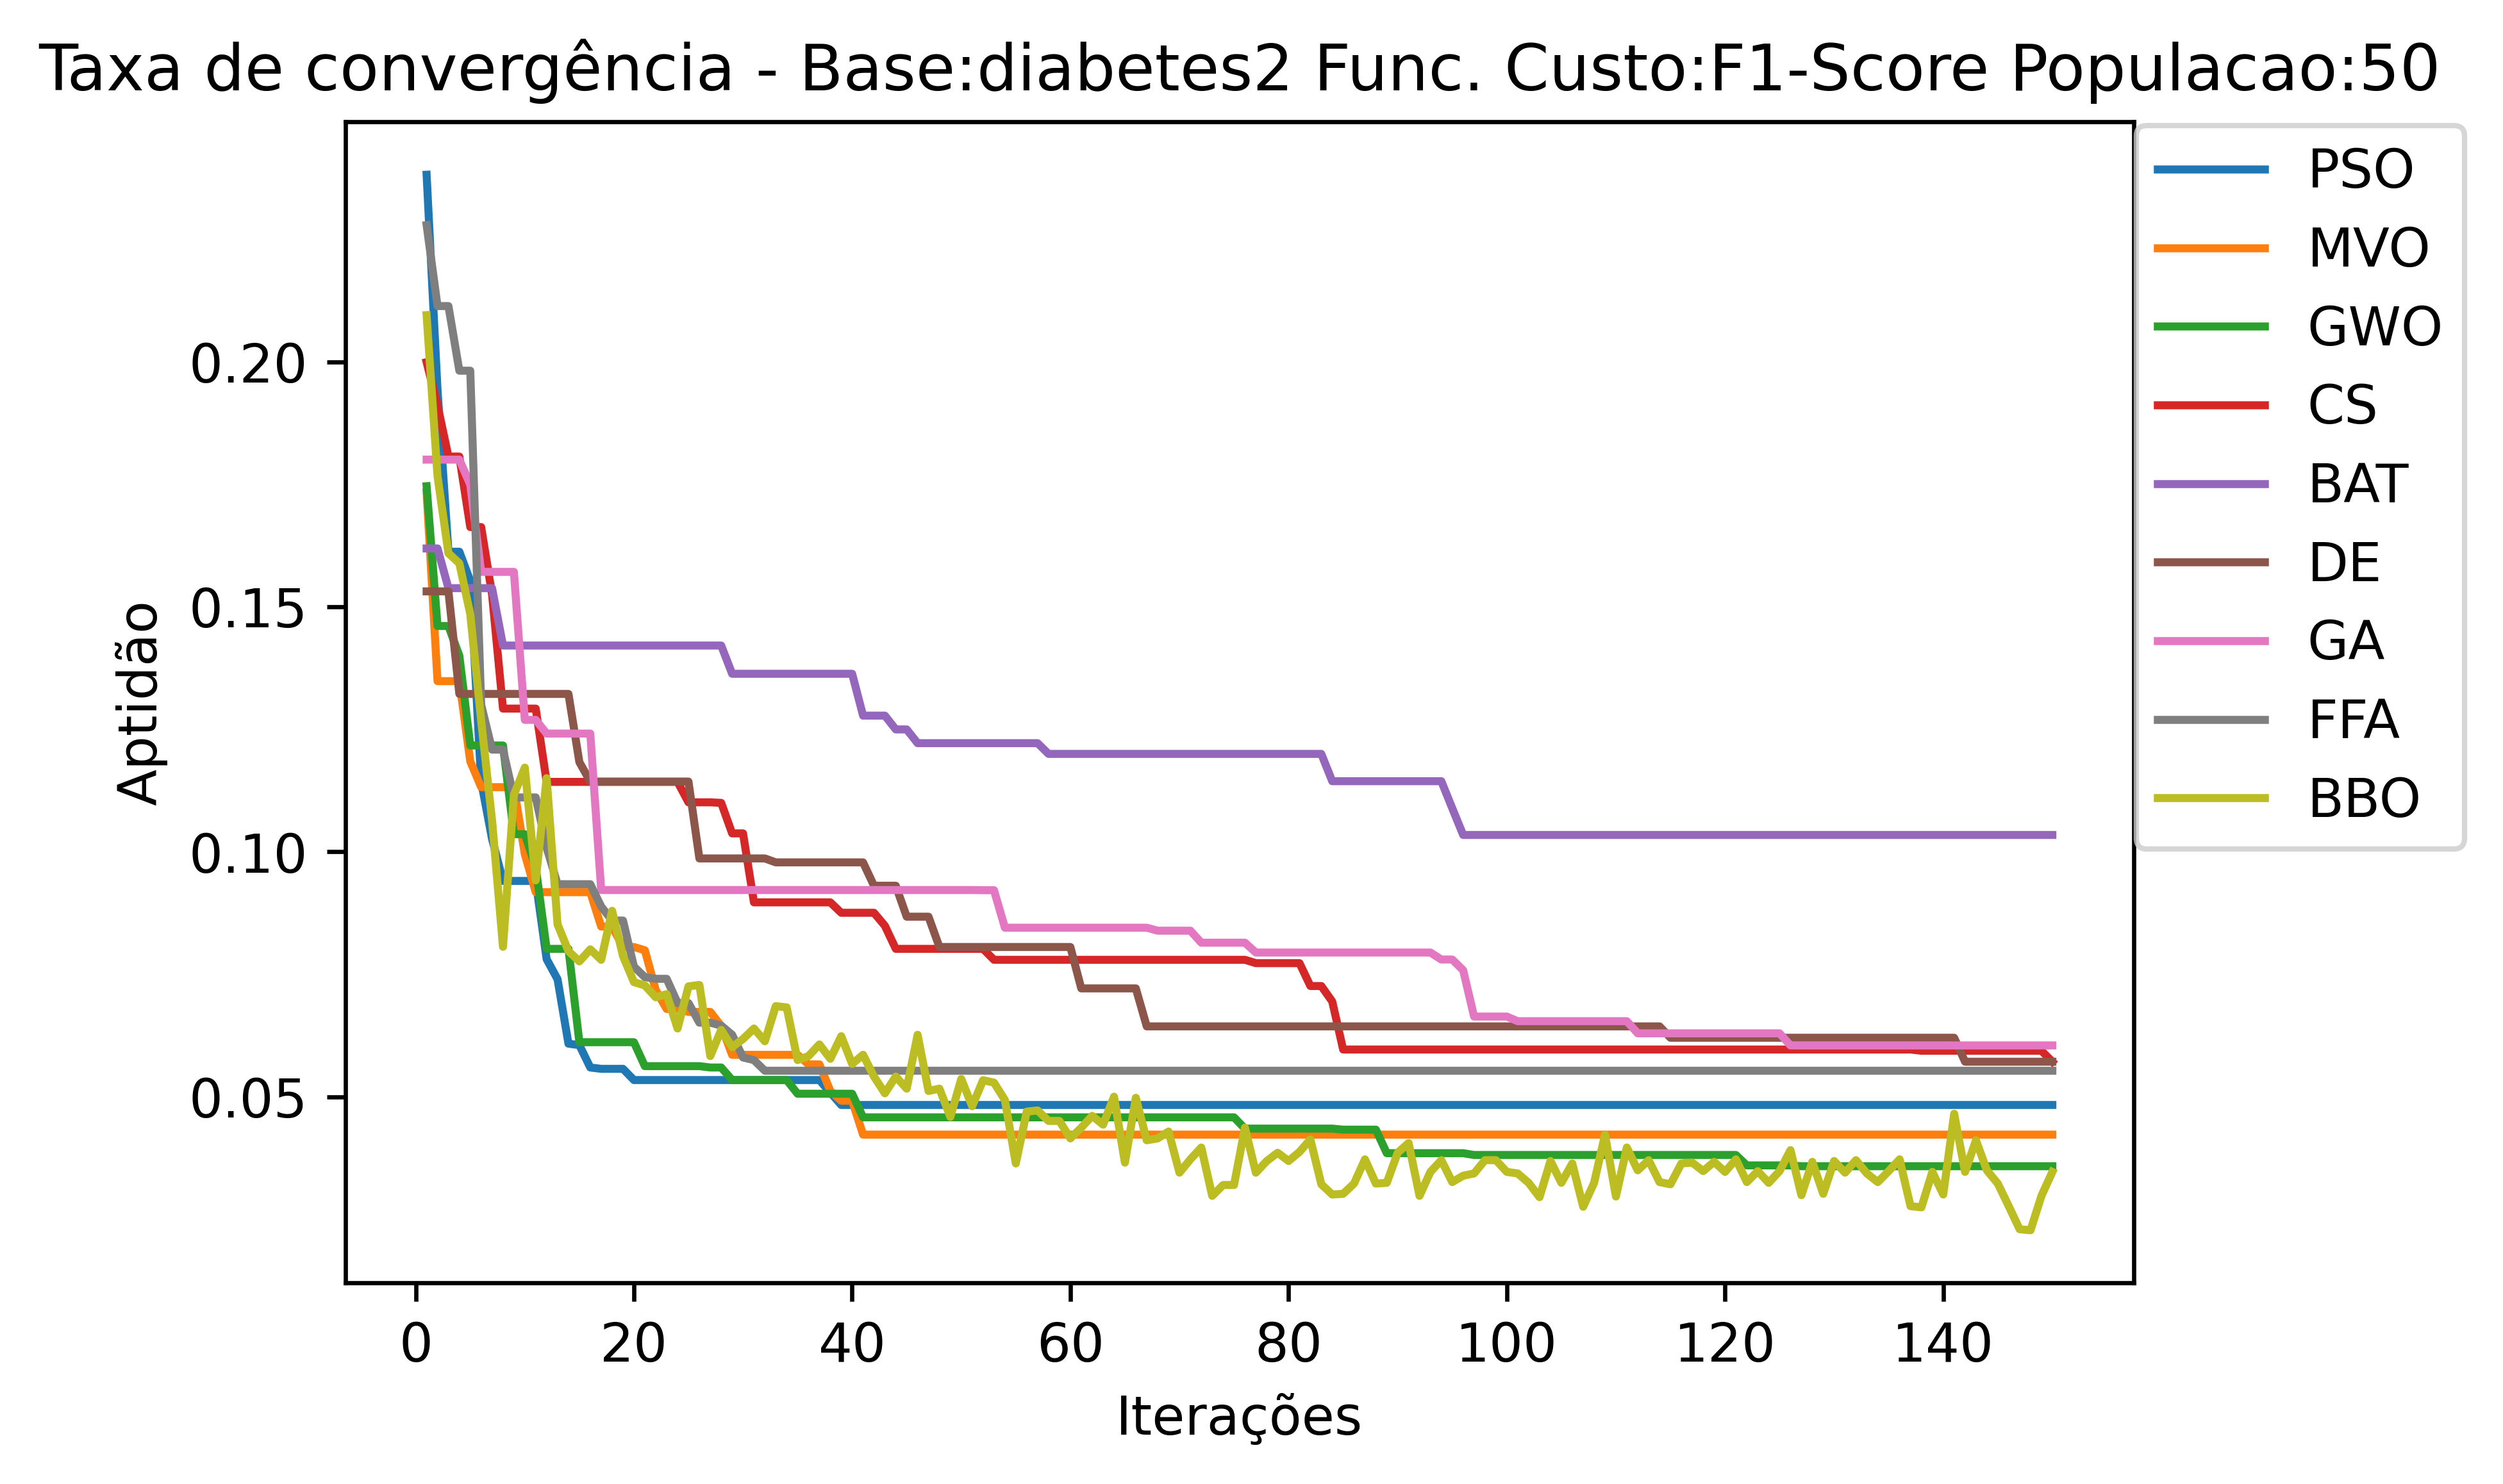 Taxa de convergência - Base:diabetes2 Func. Custo:F1-Score Populacao:50
PSO
MVO
GWO
CS
BAT
DE
GA
FFA
BBO
Aptidão
0.20
0.15
0.10
0.05
0 20 40 60 80 100 120 140
Iterações